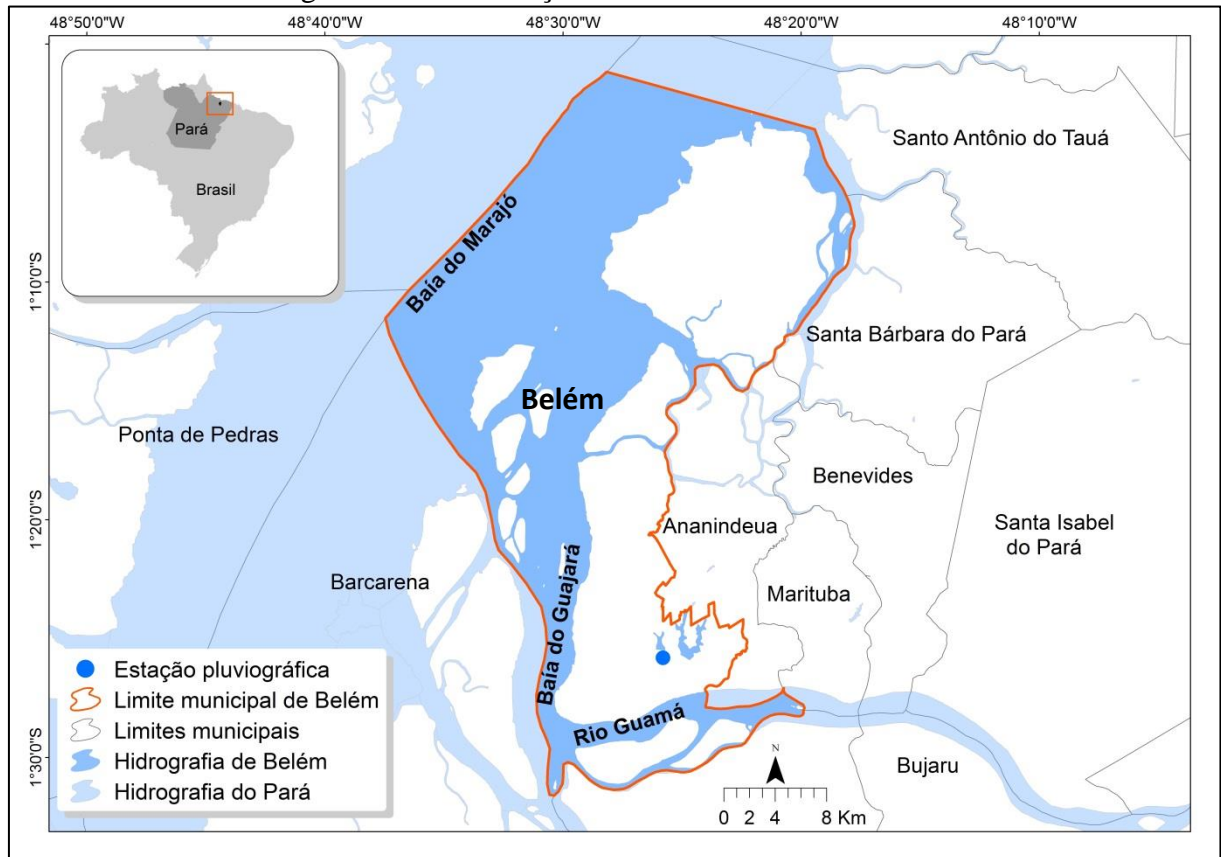 48°50'0"W 48°40'0"W 48°30'0"W 48°20'0"W 48°10'0"W
Pará
Brasil
Santo Antônio do Tauá
Baía do Marajó
1°10'0"S
Santa Bárbara do Pará
Belém
Ponta de Pedras
Benevides
1°20'0"S
Ananindeua
Santa Isabel
do Pará
Barcarena
Marituba
Baía do Guajará
Estação pluviográfica
Limite municipal de Belém
Limites municipais
Hidrografia de Belém
Hidrografia do Pará
Rio Guamá
1°30'0"S
Bujaru
N
0 2 4 8 Km